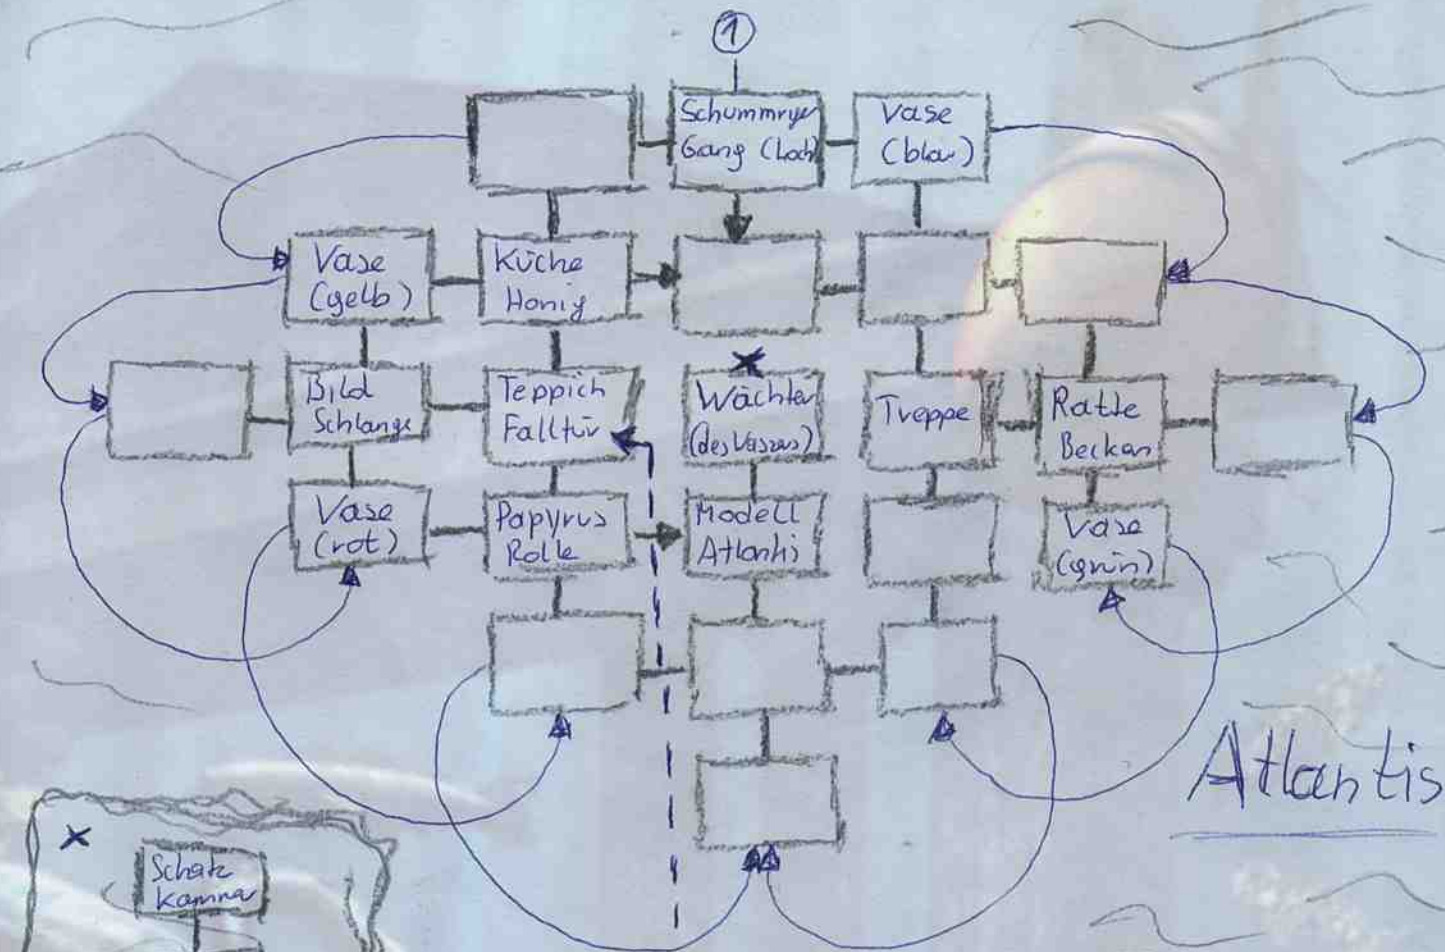 1
Schummriger
Gang (Loch)
Vase
(blau)
Vase
(gelb)
Küche
Honig
Bild
Schlange
Teppich
Falltür
Wächter
(des Wassers)
Treppe
Ratte
Becken
Vase
(rot)
Papyrus
Rolle
Modell
Atlantis
Vase
(grün)
Atlantis
x
Schatz
kammer